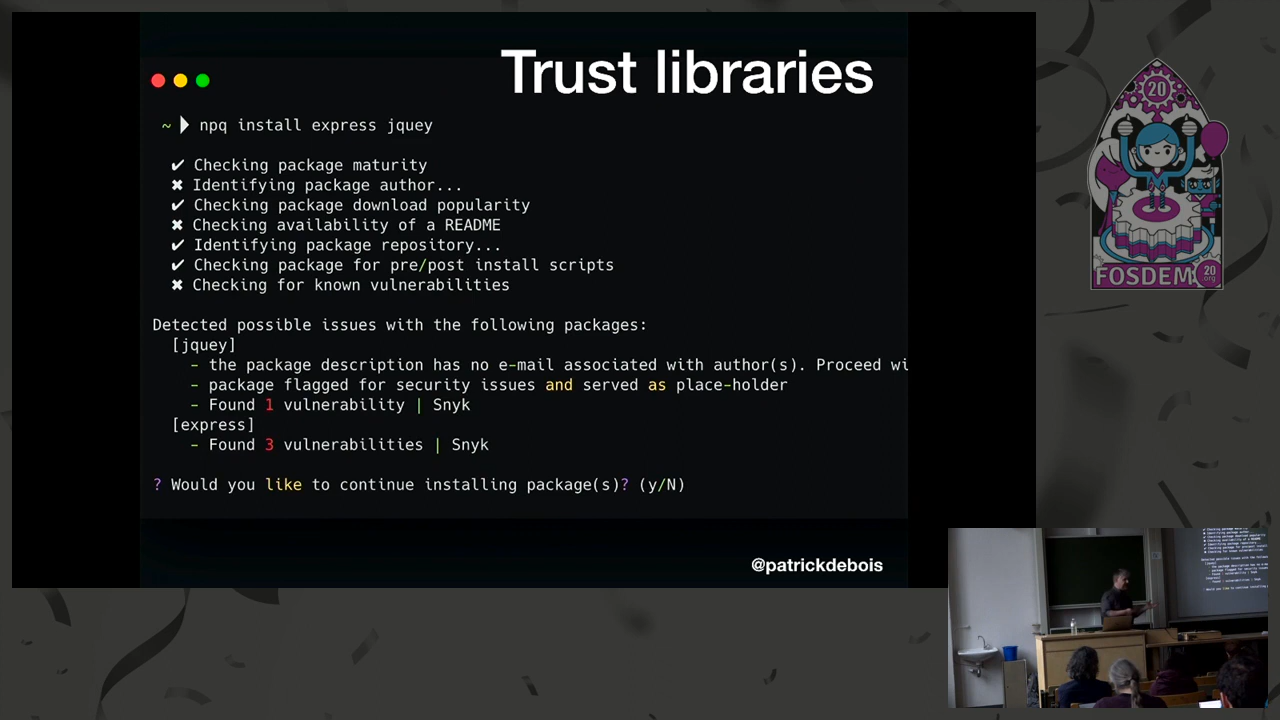 Trust libraries
~ npq install express jquey
✔ Checking package maturity
✖ Identifying package author...
✔ Checking package download popularity
✖ Checking availability of a README
✔ Identifying package repository...
✔ Checking package for pre/post install scripts
✖ Checking for known vulnerabilities
Detected possible issues with the following packages:
[jquey]
- the package description has no e-mail associated with author(s). Proceed wi
- package flagged for security issues and served as place-holder
- Found 1 vulnerability | Snyk
[express]
- Found 3 vulnerabilities | Snyk
? Would you like to continue installing package(s)? (y/N)
@patrickdebois
20
FOSDEM 20
.org